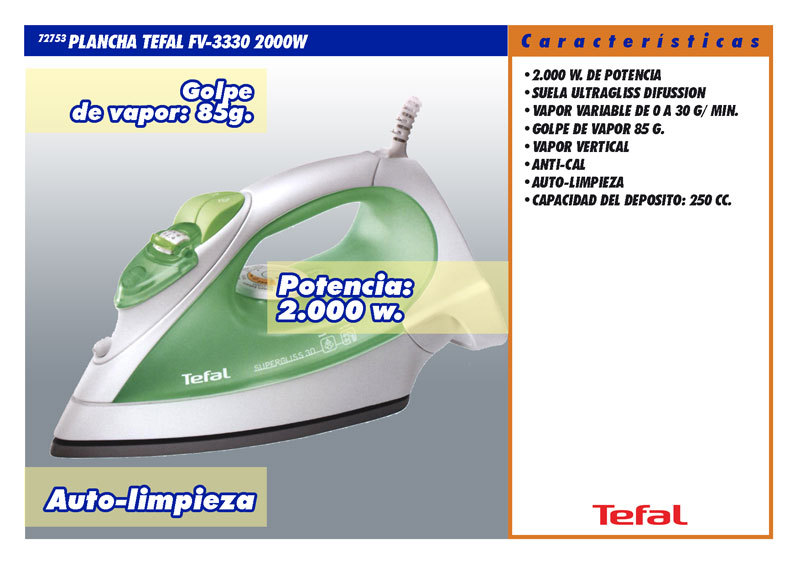 72753 PLANCHA TEFAL FV-3330 2000W
Golpe
de vapor: 85g.
Potencia:
2.000 w.
SUPERGLISS 30
Tefal
Auto-limpieza
Características
• 2.000 W. DE POTENCIA
• SUELA ULTRAGLISS DIFUSSION
• VAPOR VARIABLE DE 0 A 30 G/ MIN.
• GOLPE DE VAPOR 85 G.
• VAPOR VERTICAL
• ANTI-CAL
• AUTO-LIMPIEZA
• CAPACIDAD DEL DEPOSITO: 250 CC.
Tefal